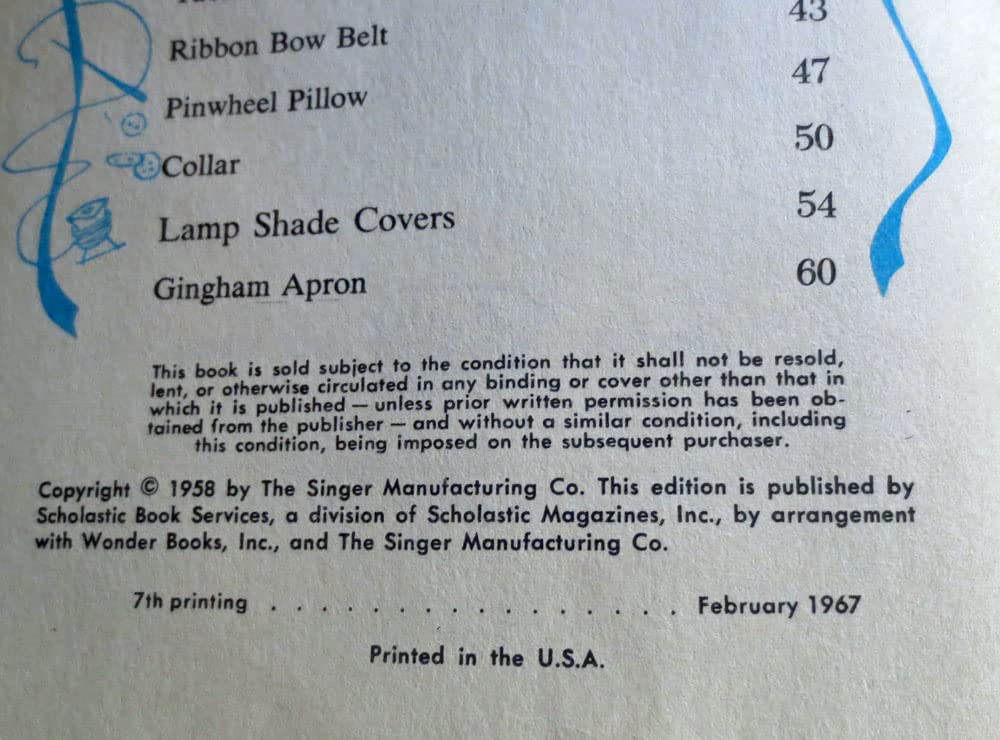 Ribbon Bow Belt 43
Pinwheel Pillow 47
Collar 50
Lamp Shade Covers 54
Gingham Apron 60
This book is sold subject to the condition that it shall not be resold,
lent, or otherwise circulated in any binding or cover other than that in
which it is published — unless prior written permission has been ob-
tained from the publisher — and without a similar condition, including
this condition, being imposed on the subsequent purchaser.
Copyright © 1958 by The Singer Manufacturing Co. This edition is published by
Scholastic Book Services, a division of Scholastic Magazines, Inc., by arrangement
with Wonder Books, Inc., and The Singer Manufacturing Co.
7th printing . . . . . . . . . . . . . . . . . February 1967
Printed in the U.S.A.